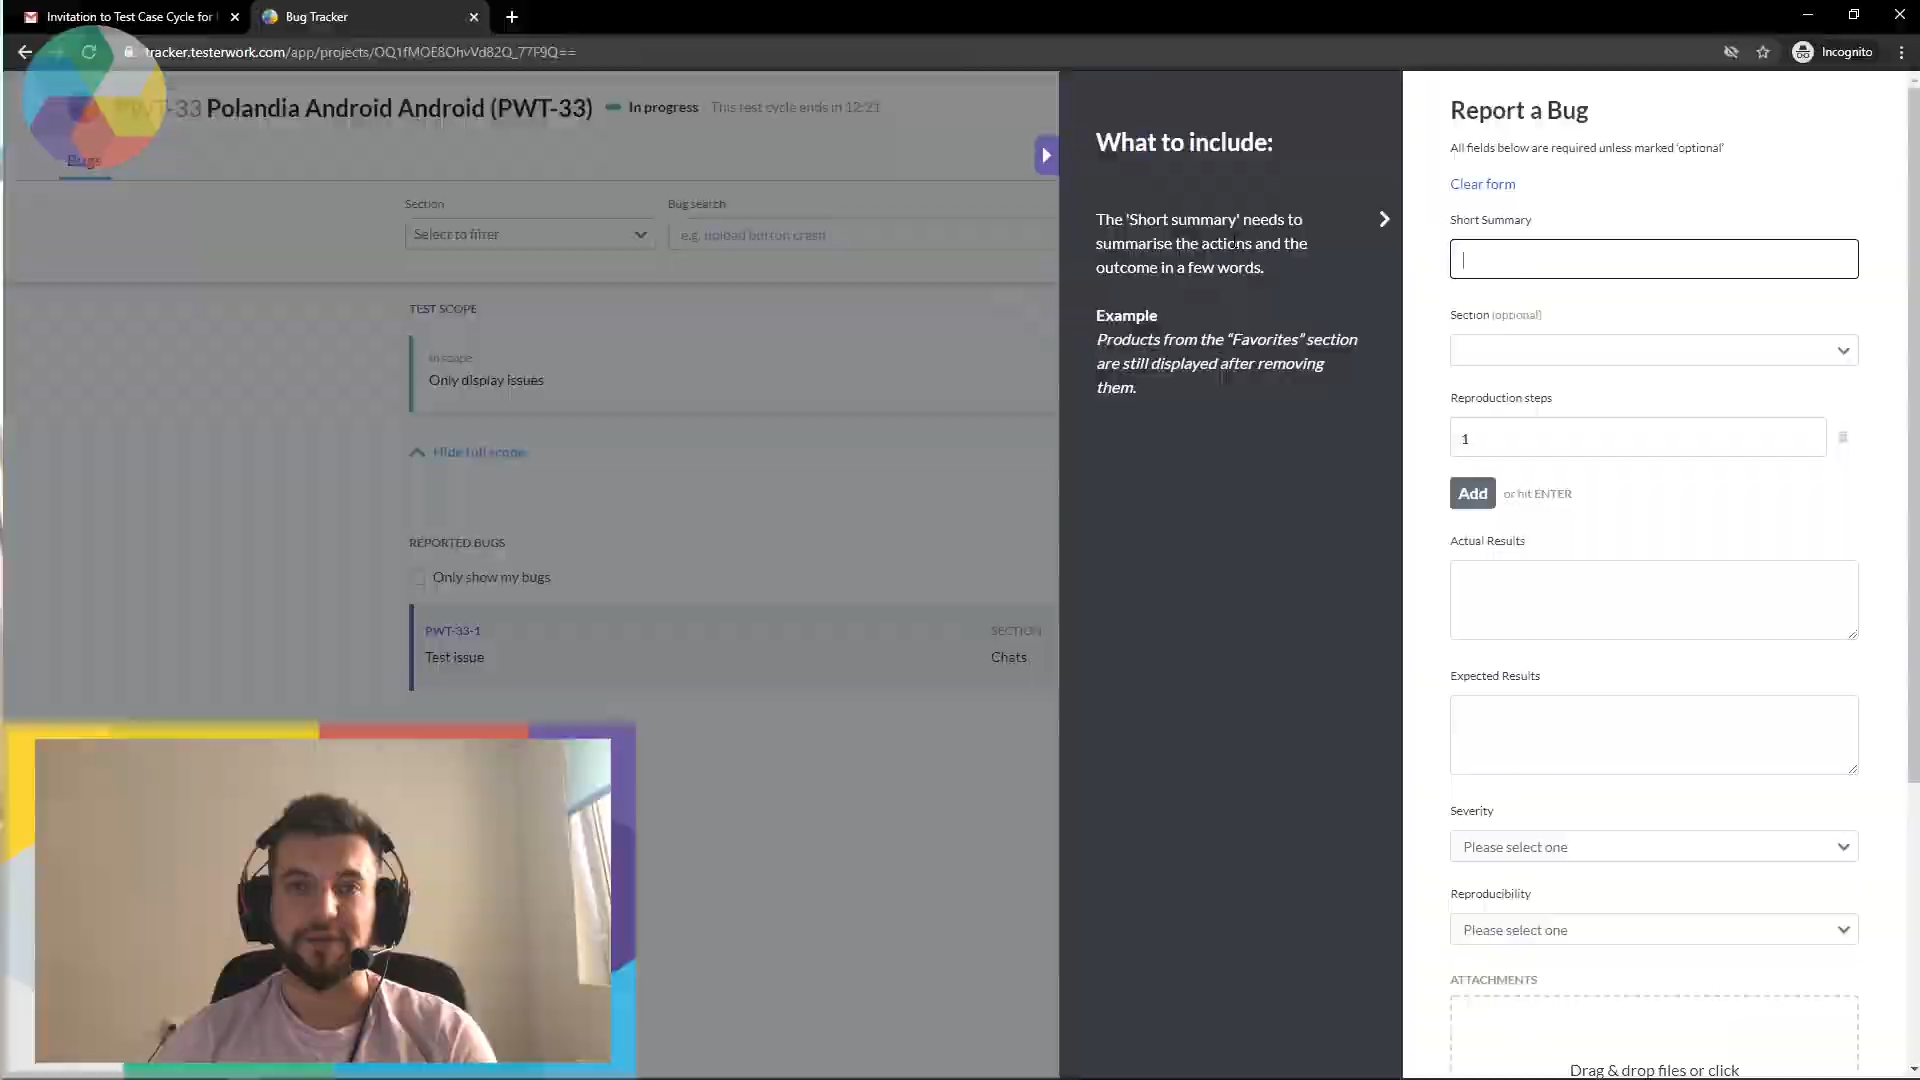 Invitation to Test Case Cycle for
Bug Tracker
tracker.testerwork.com/app/projects/
Incognito
PWT-33 Polandia Android Android (PWT-33)
In progress
This test cycle ends in 12:21
Bugs
Section
Bug search
Select to filter
e.g. upload button crash
TEST SCOPE
In scope
Only display issues
Hide full scope
REPORTED BUGS
Only show my bugs
PWT-33-1
SECTION
Test issue
Chats
What to include:
The 'Short summary' needs to
summarise the actions and the
outcome in a few words.
Example
Products from the “Favorites” section
are still displayed after removing
them.
Report a Bug
All fields below are required unless marked 'optional'
Clear form
Short Summary
Section (optional)
Reproduction steps
1
Add or hit ENTER
Actual Results
Expected Results
Severity
Please select one
Reproducibility
Please select one
ATTACHMENTS
Drag & drop files or click